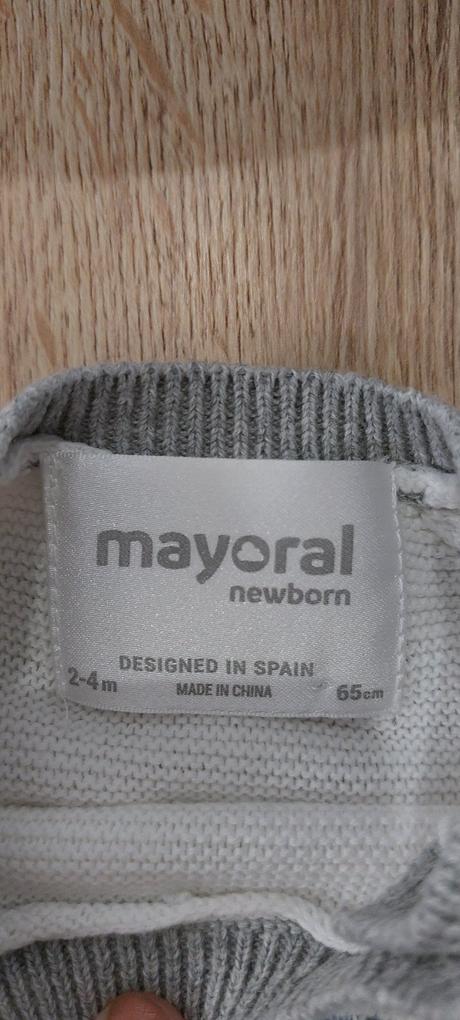 mayoral
newborn
DESIGNED IN SPAIN
2-4m MADE IN CHINA 65cm